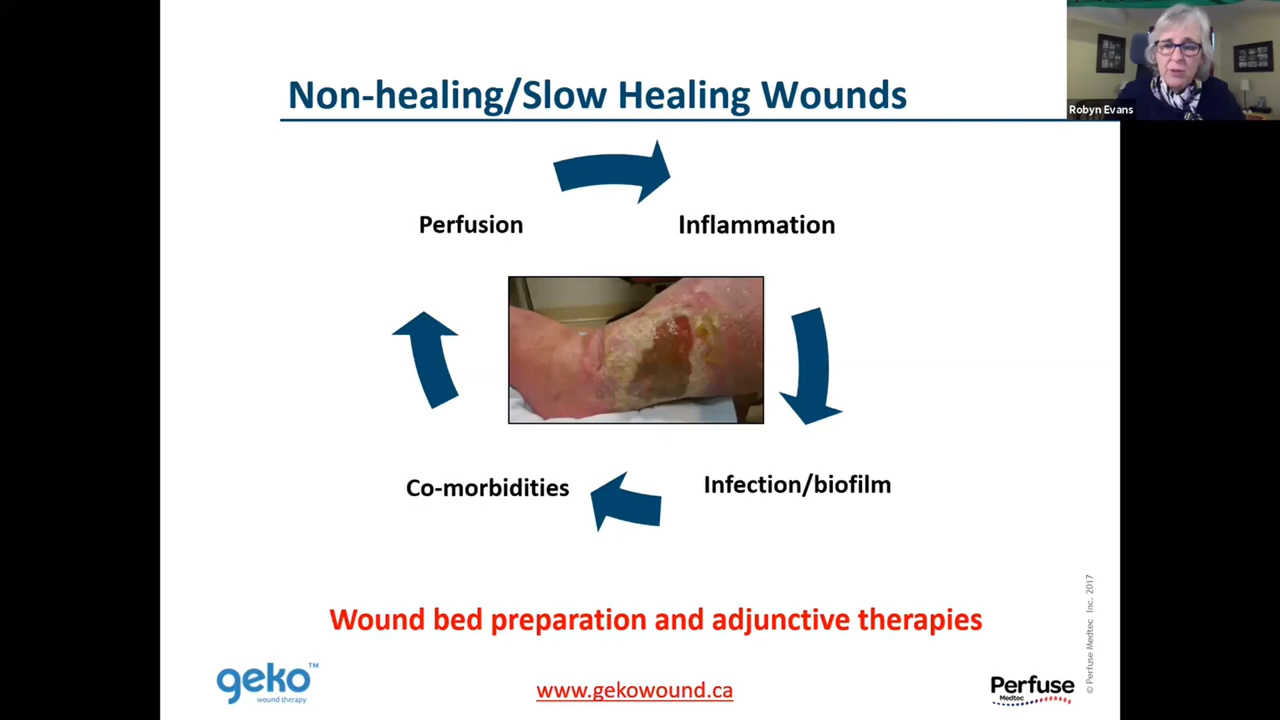 Non-healing/Slow Healing Wounds
Robyn Evans
Perfusion
Inflammation
Co-morbidities
Infection/biofilm
Wound bed preparation and adjunctive therapies
geko™
wound therapy
www.gekowound.ca
Perfuse
Medtec
© Perfuse Medtec Inc. 2017